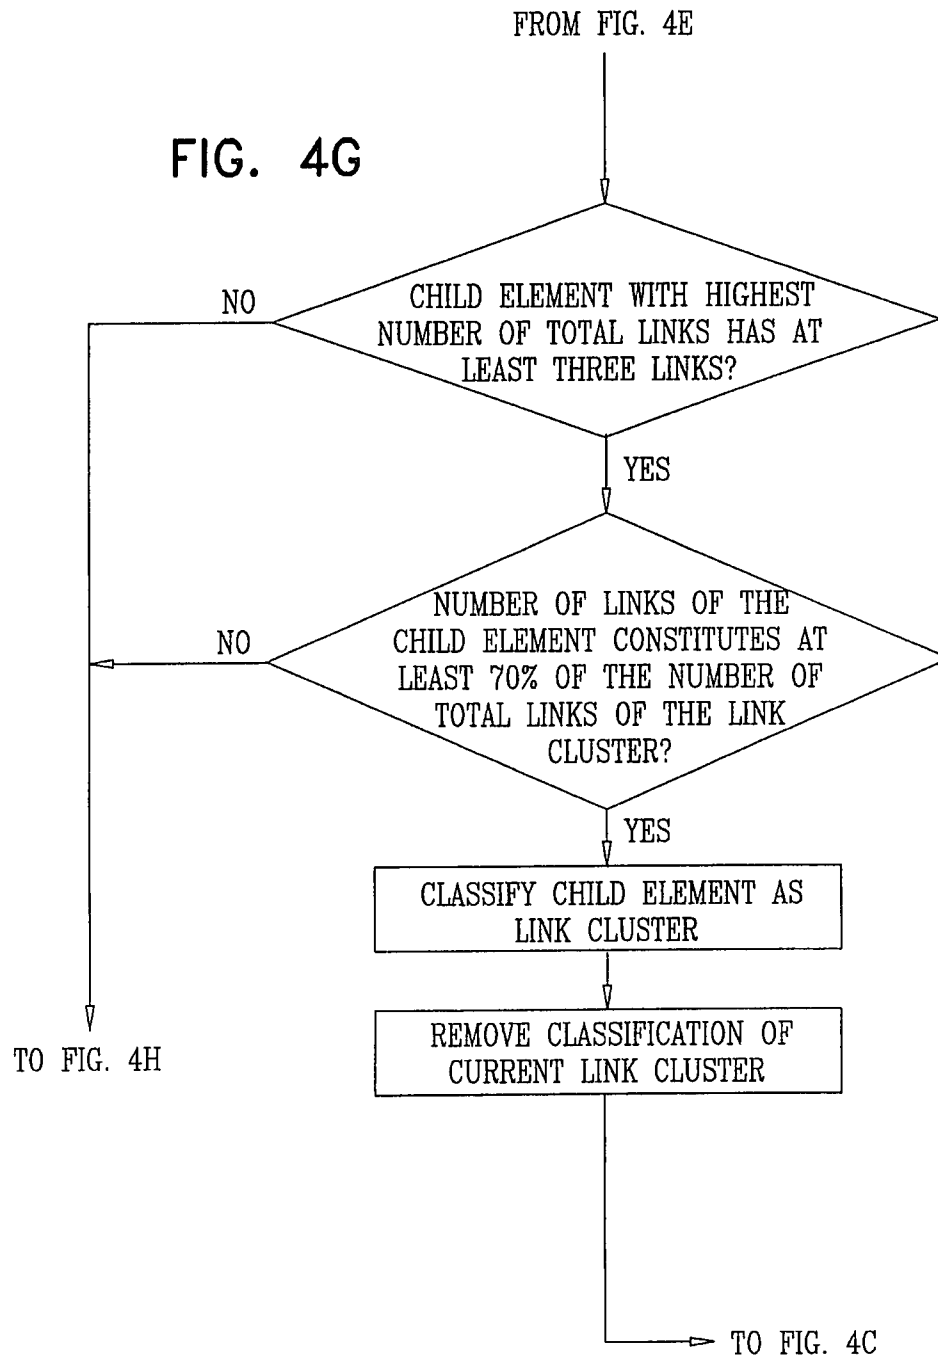 FROM FIG. 4E
FIG. 4G
CHILD ELEMENT WITH HIGHEST
NUMBER OF TOTAL LINKS HAS AT
LEAST THREE LINKS?
NO
YES
NUMBER OF LINKS OF THE
CHILD ELEMENT CONSTITUTES AT
LEAST 70% OF THE NUMBER OF
TOTAL LINKS OF THE LINK
CLUSTER?
NO
YES
CLASSIFY CHILD ELEMENT AS
LINK CLUSTER
REMOVE CLASSIFICATION OF
CURRENT LINK CLUSTER
TO FIG. 4H
TO FIG. 4C